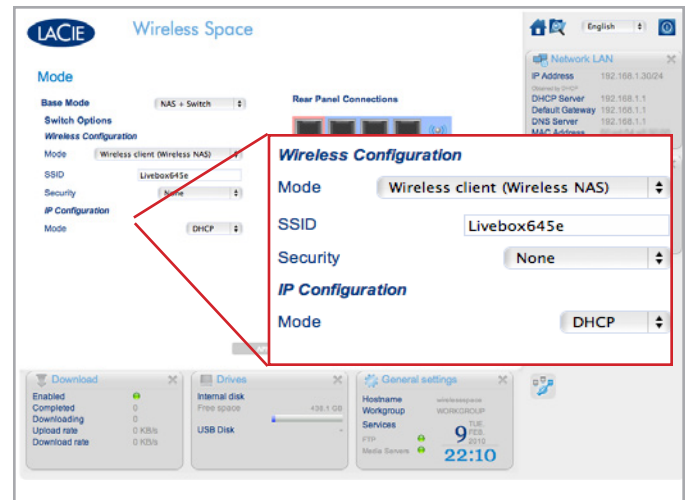 LACIE
Wireless Space
English
Mode
Base Mode NAS + Switch
Switch Options
Wireless Configuration
Mode Wireless client (Wireless NAS)
SSID Livebox645e
Security None
IP Configuration
Mode DHCP
Rear Panel Connections
Network LAN
IP Address 192.168.1.30/24
Obtained by DHCP
DHCP Server 192.168.1.1
Default Gateway 192.168.1.1
DNS Server 192.168.1.1
MAC Address
Wireless Configuration
Mode Wireless client (Wireless NAS)
SSID Livebox645e
Security None
IP Configuration
Mode DHCP
Download
Enabled
Completed 0
Downloading 0
Upload rate 0 KB/s
Download rate 0 KB/s
Drives
Internal disk
Free space 438.1 GB
USB Disk -
General settings
Hostname wirelessspace
Workgroup WORKGROUP
Services
FTP
Media Servers
9 TUE.
FEB.
2010
22:10